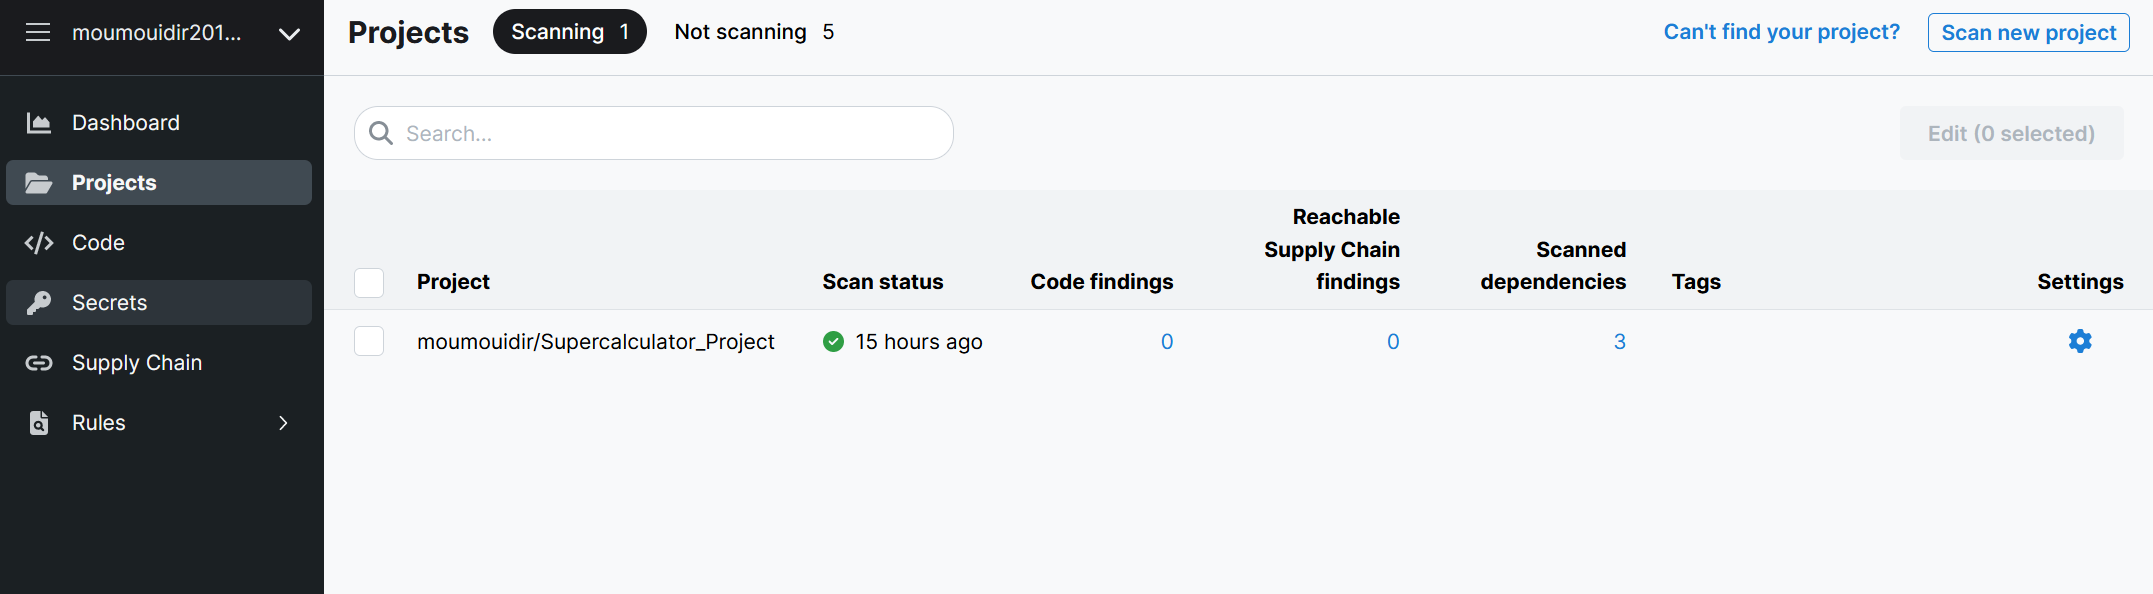 moumouidir201...
Dashboard
Projects
Code
Secrets
Supply Chain
Rules
Projects
Scanning 1
Not scanning 5
Can't find your project?
Scan new project
Search...
Edit (0 selected)
Project
Scan status
Code findings
Reachable
Supply Chain
findings
Scanned
dependencies
Tags
Settings
moumouidir/Supercalculator_Project
15 hours ago
0
0
3